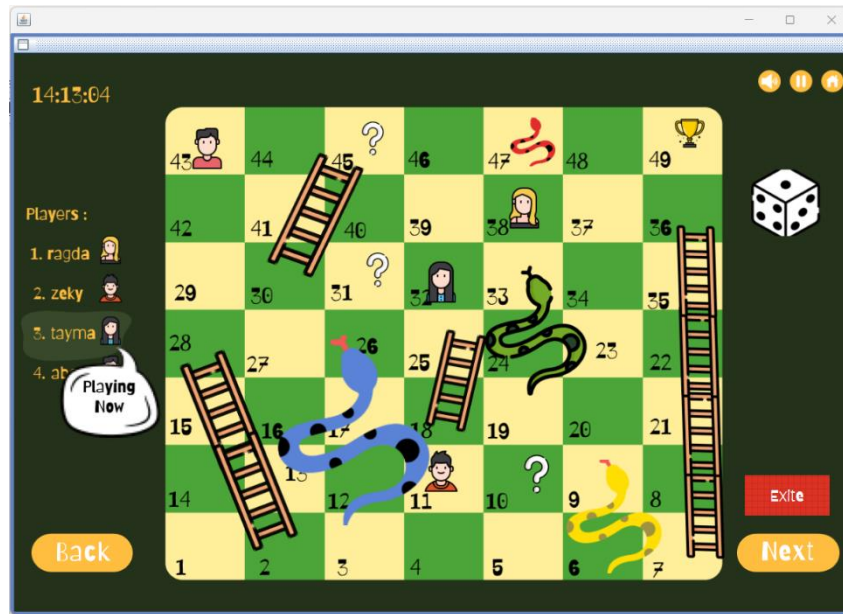 14:13:04
Players :
1. ragda
2. zeky
3. tayma
4. ab
Playing
Now
43 44 45 46 47 48 49
42 41 40 39 38 37 36
29 30 31 32 33 34 35
28 27 26 25 24 23 22
15 16 17 18 19 20 21
14 13 12 11 10 9 8
1 2 3 4 5 6 7
Exite
Back
Next